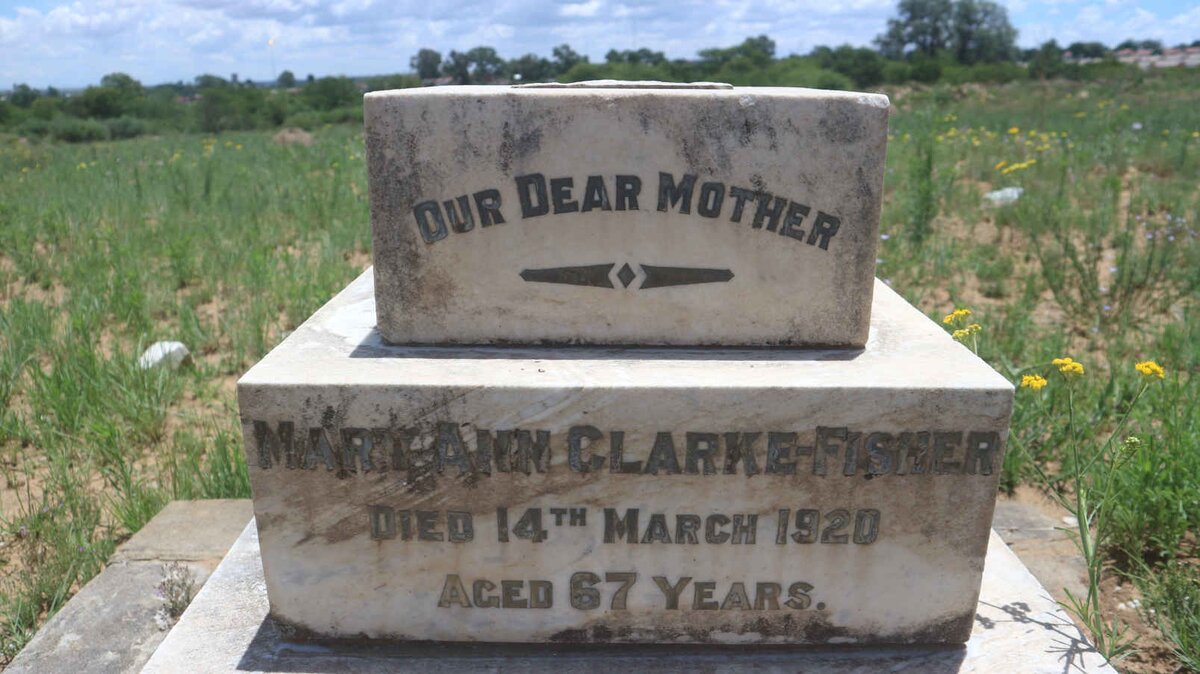 OUR DEAR MOTHER
MARY ANN CLARKE-FISHER
DIED 14TH MARCH 1920
AGED 67 YEARS.